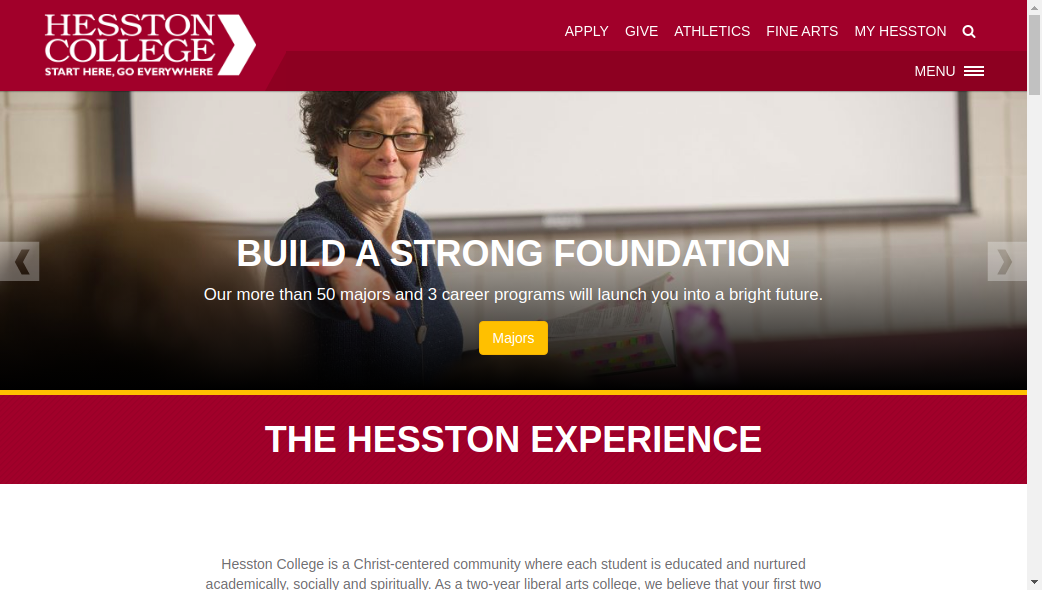 HESSTON
COLLEGE
START HERE, GO EVERYWHERE
APPLY GIVE ATHLETICS FINE ARTS MY HESSTON
MENU
BUILD A STRONG FOUNDATION
Our more than 50 majors and 3 career programs will launch you into a bright future.
Majors
THE HESSTON EXPERIENCE
Hesston College is a Christ-centered community where each student is educated and nurtured
academically, socially and spiritually. As a two-year liberal arts college, we believe that your first two